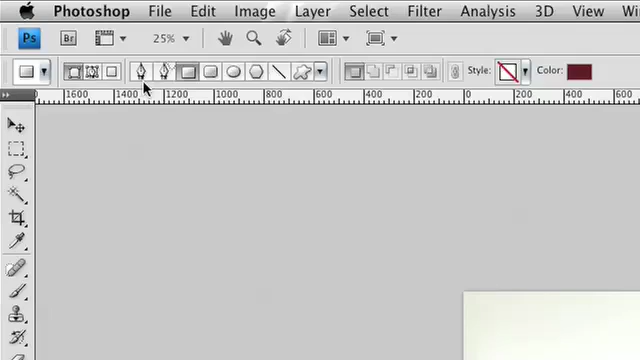 Photoshop File Edit Image Layer Select Filter Analysis 3D View Wi
Ps Br 25%
Style: Color:
1600 1400 1200 1000 800 600 400 200 0 200 400 600